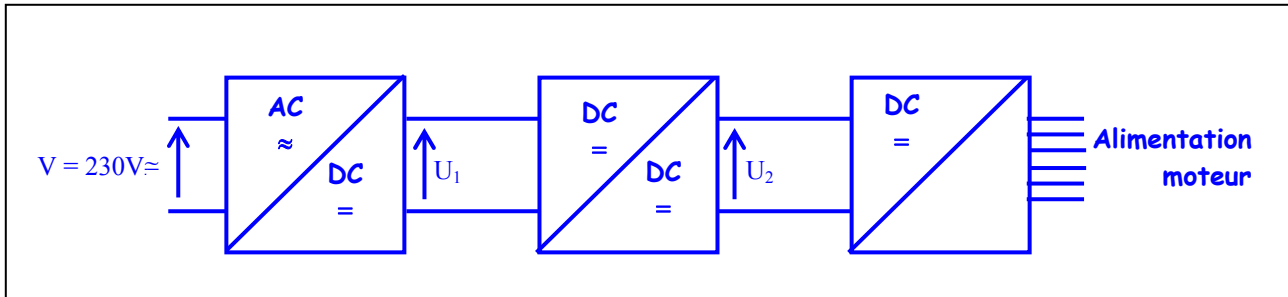 AC
≈
DC
=
DC
=
DC
=
DC
=
V = 230V≃
U₁
U₂
Alimentation
moteur